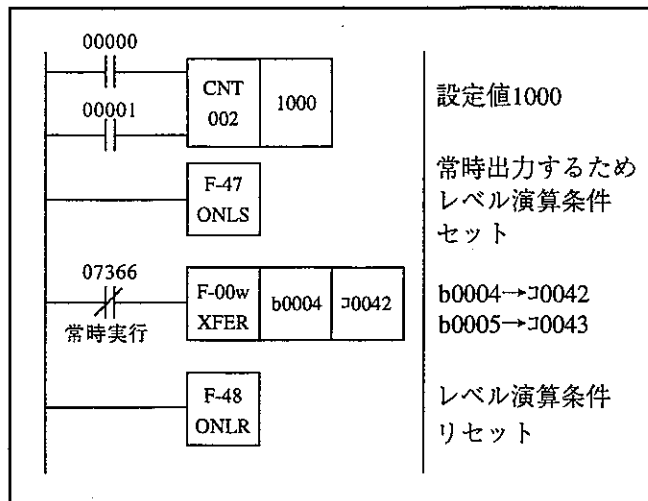 00000
CNT
002
1000
設定値1000
00001
F-47
ONLS
常時出力するため
レベル演算条件
セット
07366
常時実行
F-00w
XFER
b0004
コ0042
b0004→コ0042
b0005→コ0043
F-48
ONLR
レベル演算条件
リセット